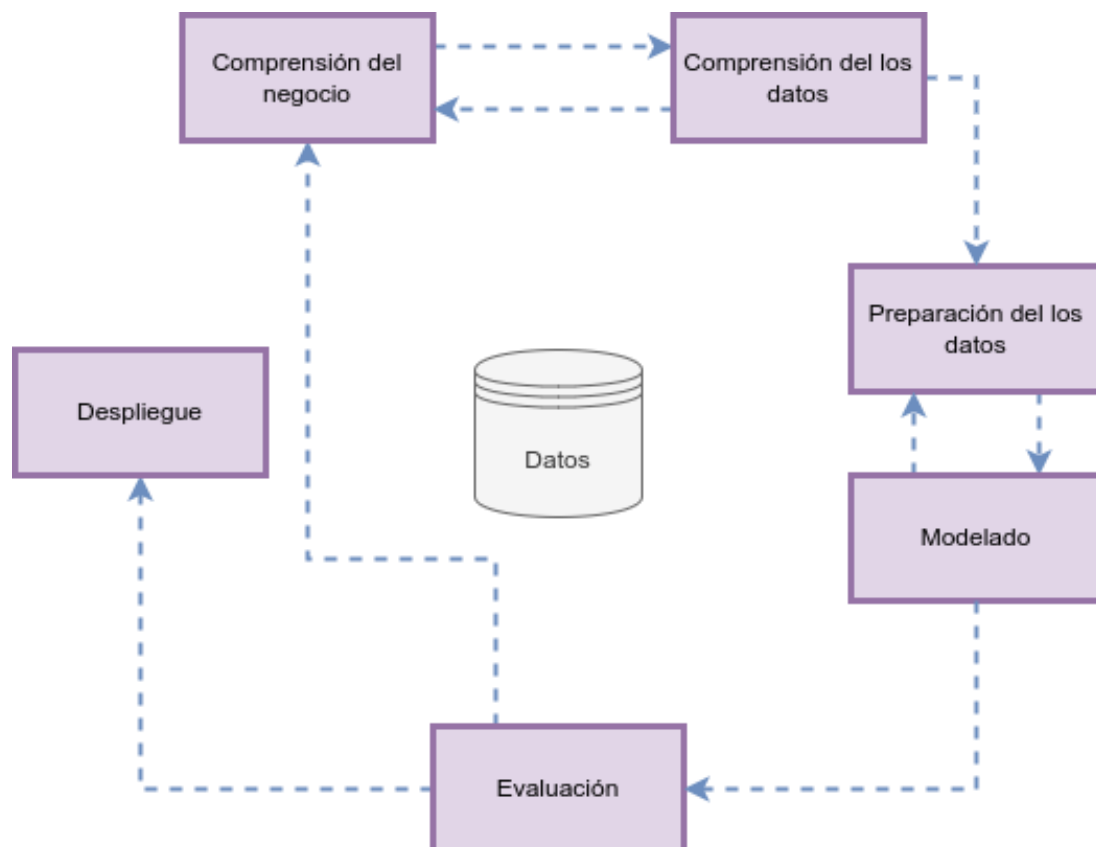 Comprensión del
negocio
Comprensión del los
datos
Preparación del los
datos
Despliegue
Datos
Modelado
Evaluación